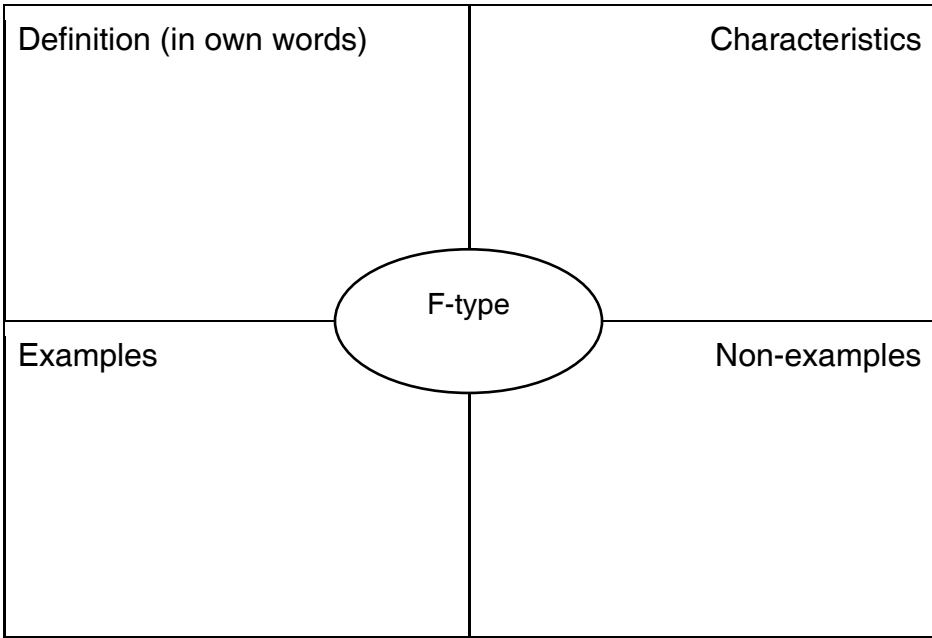 Definition (in own words)
Characteristics
F-type
Examples
Non-examples